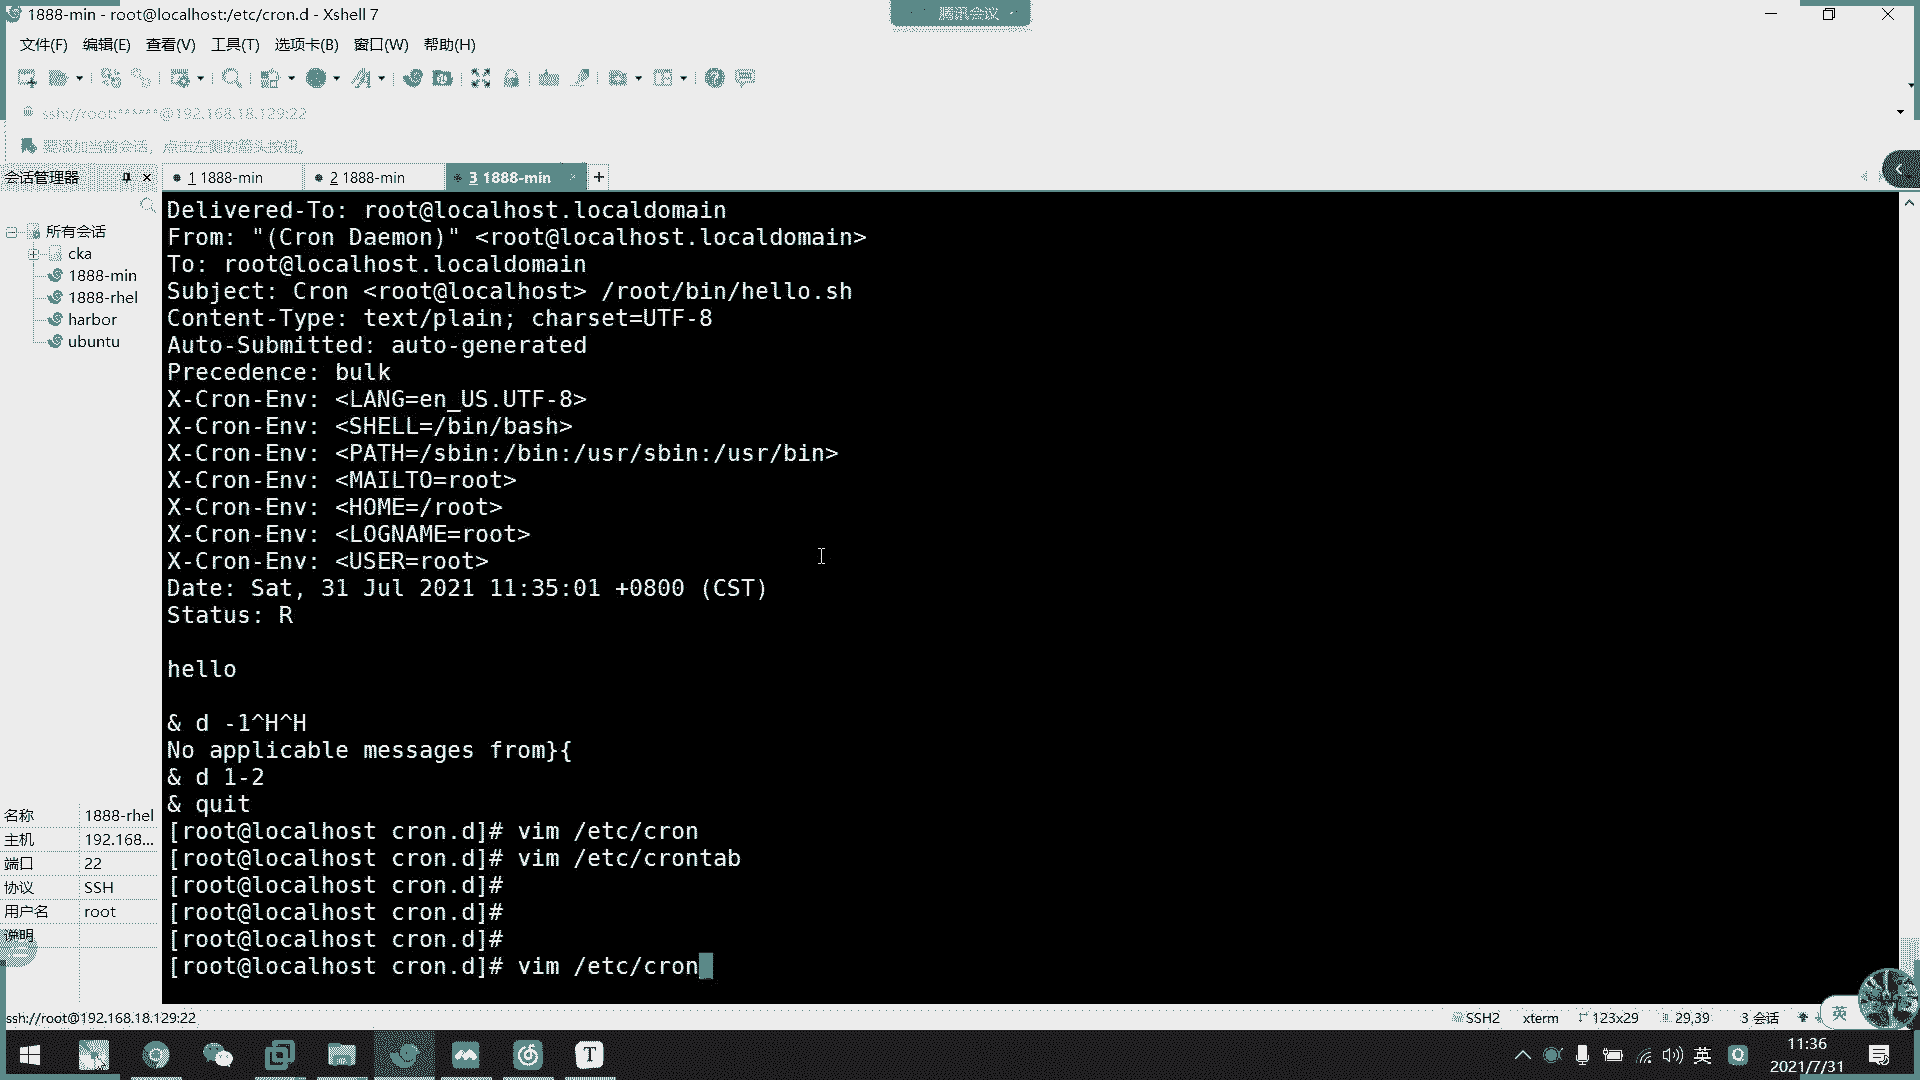 1888-min - root@localhost:/etc/cron.d - Xshell 7
腾讯会议
文件(F) 编辑(E) 查看(V) 工具(T) 选项卡(B) 窗口(W) 帮助(H)
ssh://root:******@192.168.18.129:22
要添加当前会话，点击左侧的箭头按钮。
会话管理器
1 1888-min
2 1888-min
3 1888-min
所有会话
cka
1888-min
1888-rhel
harbor
ubuntu
Delivered-To: root@localhost.localdomain
From: "(Cron Daemon)" <root@localhost.localdomain>
To: root@localhost.localdomain
Subject: Cron <root@localhost> /root/bin/hello.sh
Content-Type: text/plain; charset=UTF-8
Auto-Submitted: auto-generated
Precedence: bulk
X-Cron-Env: <LANG=en_US.UTF-8>
X-Cron-Env: <SHELL=/bin/bash>
X-Cron-Env: <PATH=/sbin:/bin:/usr/sbin:/usr/bin>
X-Cron-Env: <MAILTO=root>
X-Cron-Env: <HOME=/root>
X-Cron-Env: <LOGNAME=root>
X-Cron-Env: <USER=root>
Date: Sat, 31 Jul 2021 11:35:01 +0800 (CST)
Status: R
hello
& d -1^H^H
No applicable messages from}{
& d 1-2
& quit
[root@localhost cron.d]# vim /etc/cron
[root@localhost cron.d]# vim /etc/crontab
[root@localhost cron.d]#
[root@localhost cron.d]#
[root@localhost cron.d]#
[root@localhost cron.d]# vim /etc/cron
名称 1888-rhel
主机 192.168...
端口 22
协议 SSH
用户名 root
说明
ssh://root@192.168.18.129:22
SSH2 xterm 123x29 29,39 3 会话
英
英
11:36
2021/7/31